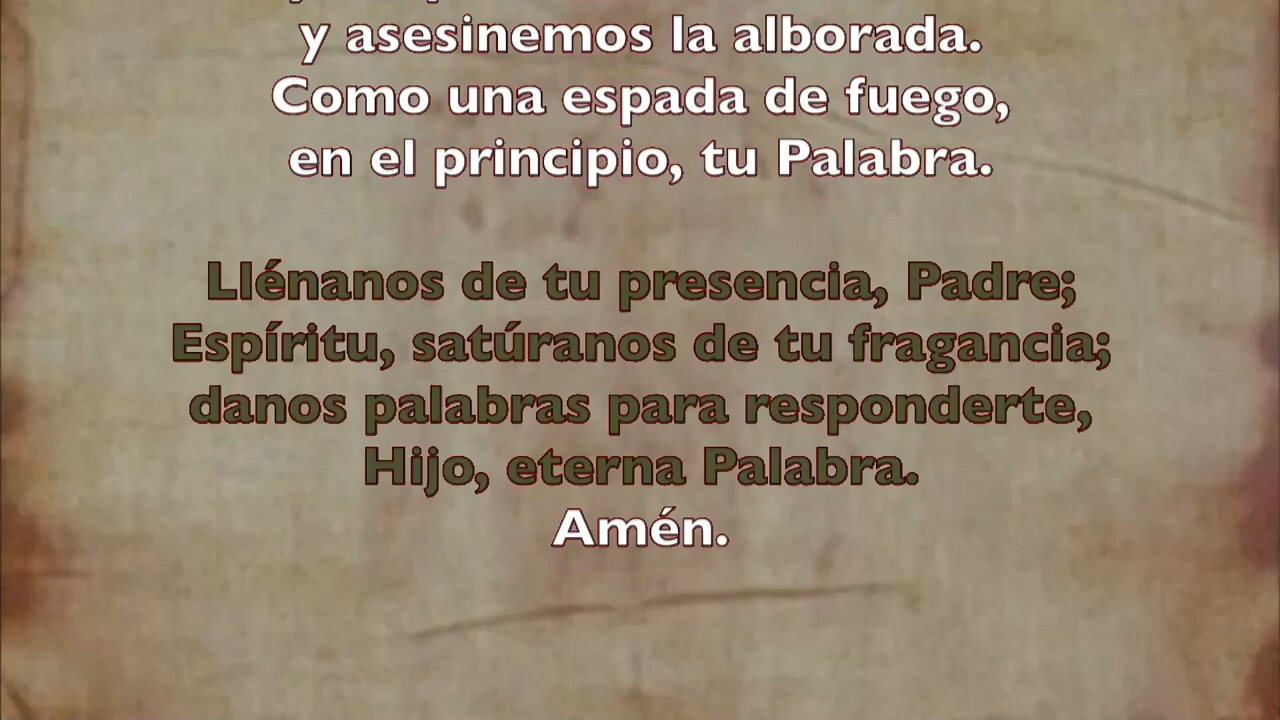 y asesinemos la alborada.
Como una espada de fuego,
en el principio, tu Palabra.
Llénanos de tu presencia, Padre;
Espíritu, satúranos de tu fragancia;
danos palabras para responderte,
Hijo, eterna Palabra.
Amén.